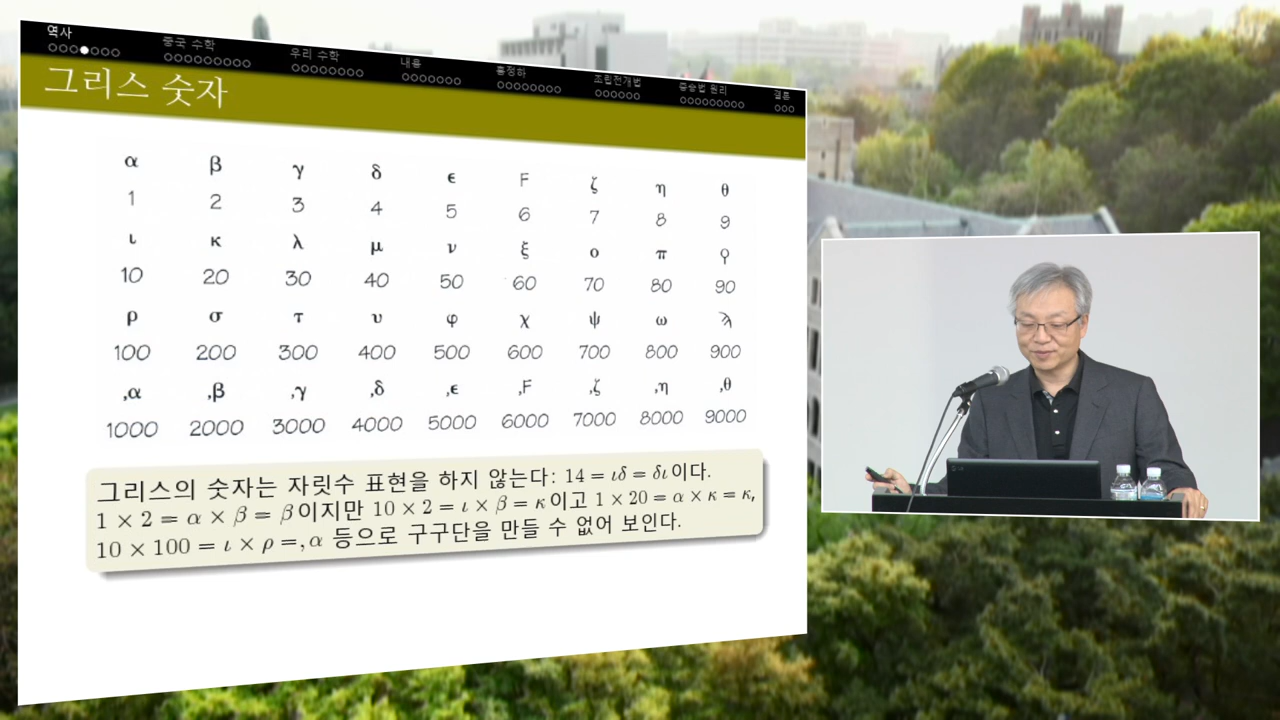 역사
중국 수학
우리 수학
내용
홍정하
조립전개법
증승법 원리
결론
그리스 숫자
α β γ δ ϵ F ζ η θ
1 2 3 4 5 6 7 8 9
ι κ λ μ ν ξ ο π ϙ
10 20 30 40 50 60 70 80 90
ρ σ τ υ φ χ ψ ω ϡ
100 200 300 400 500 600 700 800 900
,α ,β ,γ ,δ ,ϵ ,F ,ζ ,η ,θ
1000 2000 3000 4000 5000 6000 7000 8000 9000
그리스의 숫자는 자릿수 표현을 하지 않는다: 14 = ιδ = δι이다.
1 × 2 = α × β = β이지만 10 × 2 = ι × β = κ이고 1 × 20 = α × κ = κ,
10 × 100 = ι × ρ =, α 등으로 구구단을 만들 수 없어 보인다.